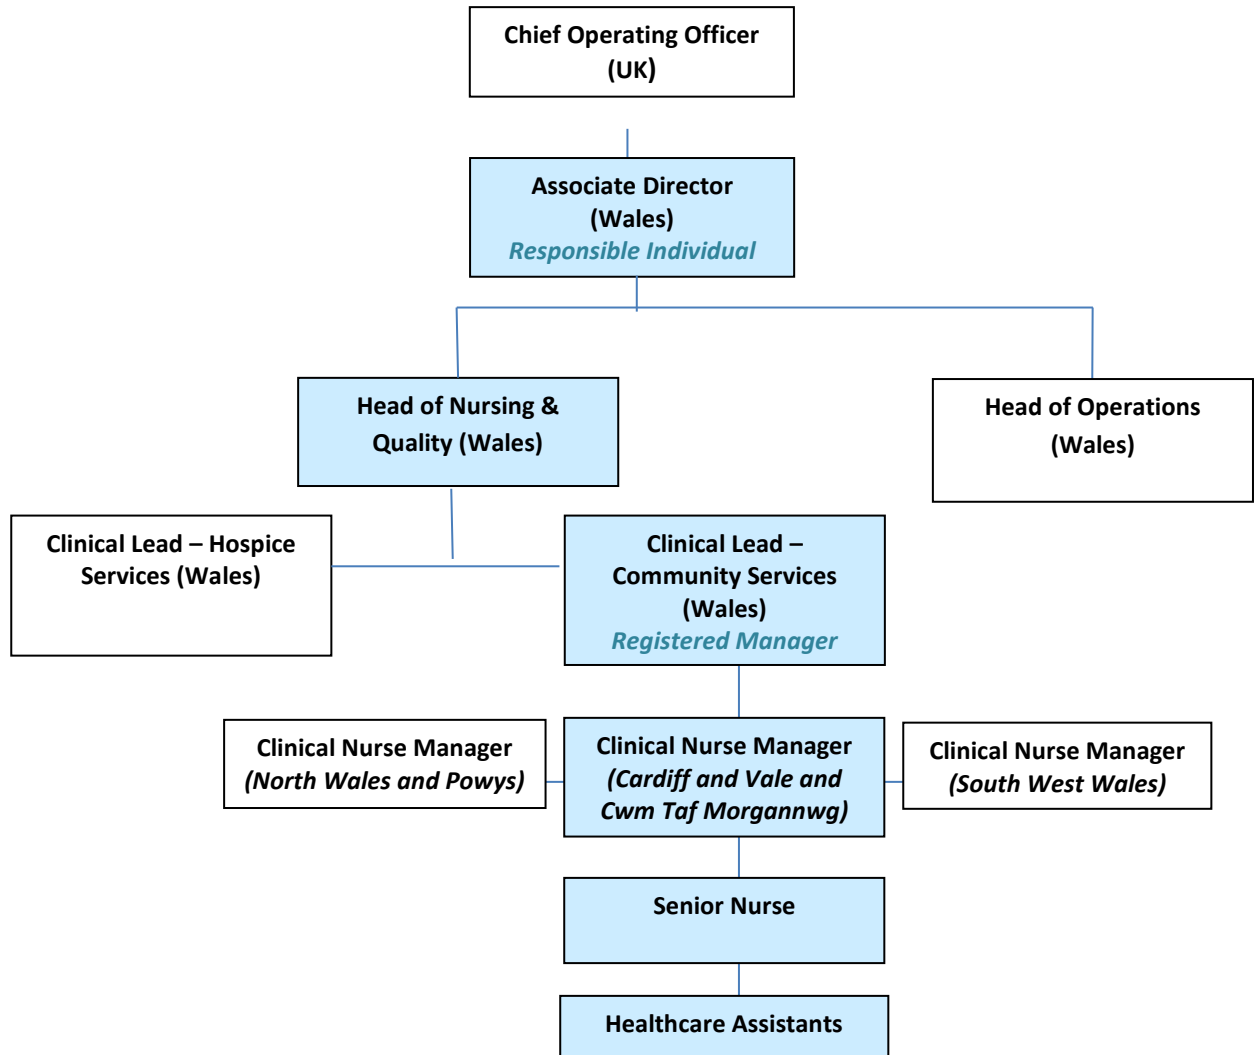 Chief Operating Officer
(UK)
Associate Director
(Wales)
Responsible Individual
Head of Nursing &
Quality (Wales)
Head of Operations
(Wales)
Clinical Lead – Hospice
Services (Wales)
Clinical Lead –
Community Services
(Wales)
Registered Manager
Clinical Nurse Manager
(North Wales and Powys)
Clinical Nurse Manager
(Cardiff and Vale and
Cwm Taf Morgannwg)
Clinical Nurse Manager
(South West Wales)
Senior Nurse
Healthcare Assistants